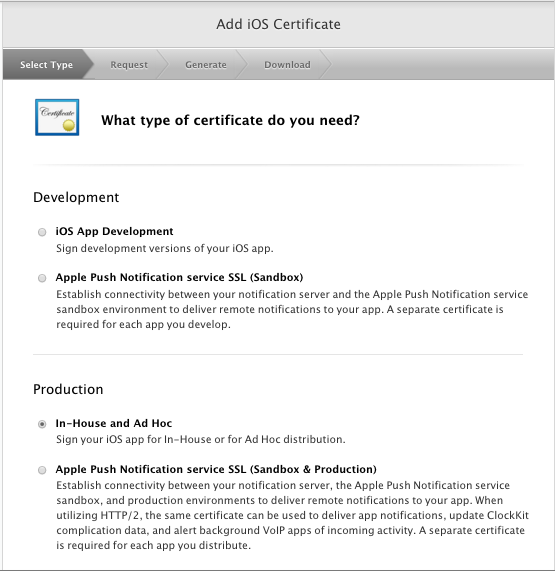 Add iOS Certificate
Select Type
Request
Generate
Download
Certificate
What type of certificate do you need?
Development
iOS App Development
Sign development versions of your iOS app.
Apple Push Notification service SSL (Sandbox)
Establish connectivity between your notification server and the Apple Push Notification service
sandbox environment to deliver remote notifications to your app. A separate certificate is
required for each app you develop.
Production
In-House and Ad Hoc
Sign your iOS app for In-House or for Ad Hoc distribution.
Apple Push Notification service SSL (Sandbox & Production)
Establish connectivity between your notification server, the Apple Push Notification service
sandbox, and production environments to deliver remote notifications to your app. When
utilizing HTTP/2, the same certificate can be used to deliver app notifications, update ClockKit
complication data, and alert background VoIP apps of incoming activity. A separate certificate
is required for each app you distribute.